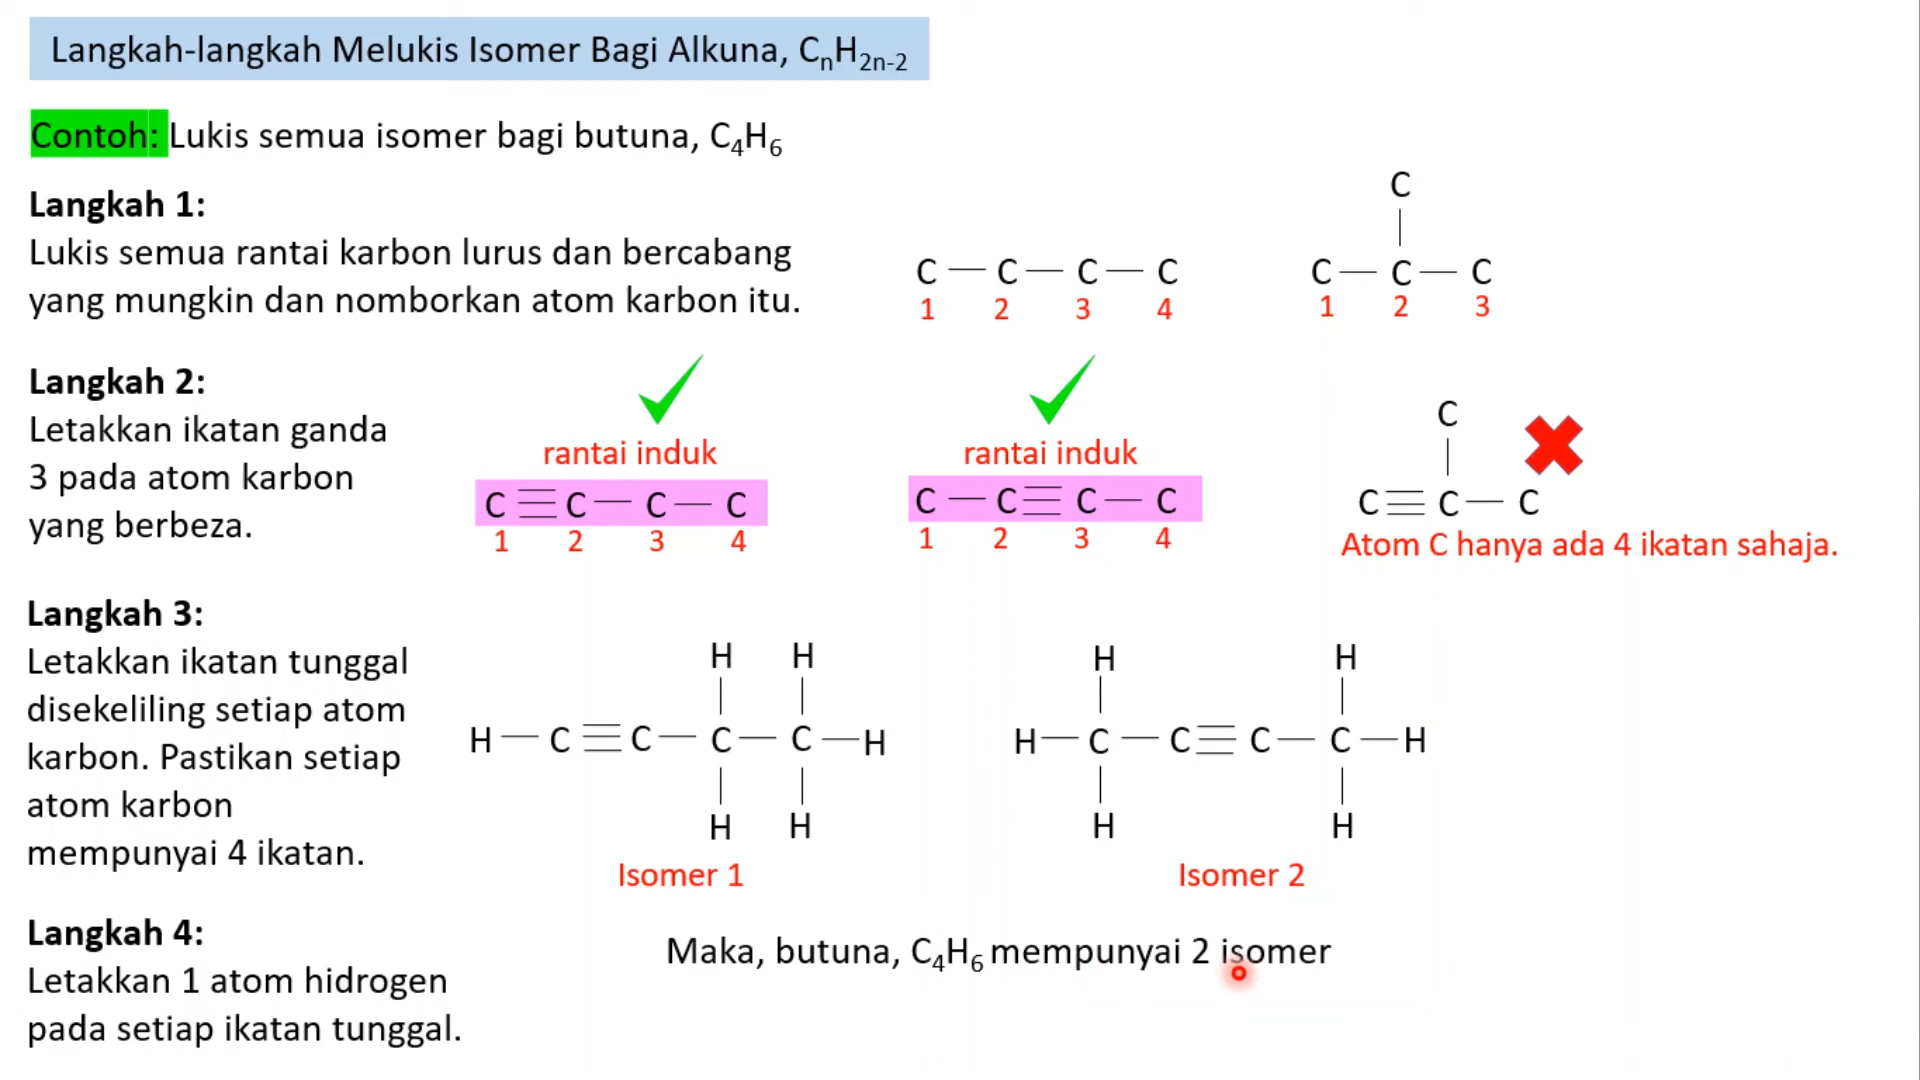 Langkah-langkah Melukis Isomer Bagi Alkuna, CₙH₂ₙ₋₂
Contoh: Lukis semua isomer bagi butuna, C₄H₆
Langkah 1:
Lukis semua rantai karbon lurus dan bercabang
yang mungkin dan nomborkan atom karbon itu.
C — C — C — C
1 2 3 4
C
|
C — C — C
1 2 3
Langkah 2:
Letakkan ikatan ganda
3 pada atom karbon
yang berbeza.
rantai induk
C ≡ C — C — C
1 2 3 4
rantai induk
C — C ≡ C — C
1 2 3 4
C
|
C ≡ C — C
Atom C hanya ada 4 ikatan sahaja.
Langkah 3:
Letakkan ikatan tunggal
disekeliling setiap atom
karbon. Pastikan setiap
atom karbon
mempunyai 4 ikatan.
H H
| |
H — C ≡ C — C — C — H
| |
H H
Isomer 1
H H
| |
H — C — C ≡ C — C — H
| |
H H
Isomer 2
Langkah 4:
Letakkan 1 atom hidrogen
pada setiap ikatan tunggal.
Maka, butuna, C₄H₆ mempunyai 2 isomer